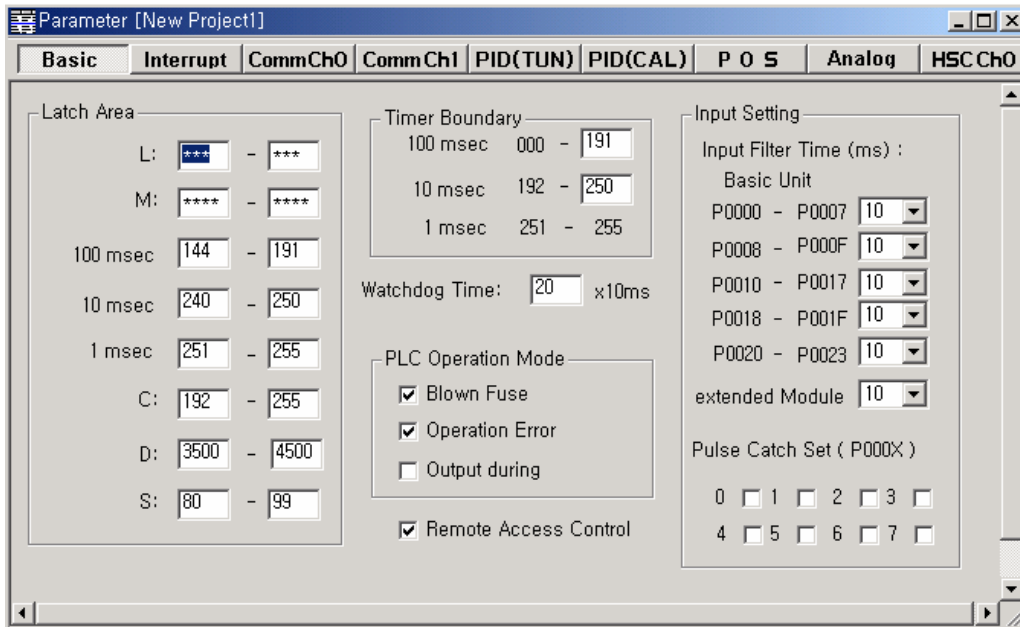 Parameter [New Project1]
Basic Interrupt CommCh0 CommCh1 PID(TUN) PID(CAL) P O S Analog HSCCh0
Latch Area
L: *** - ***
M: **** - ****
100 msec 144 - 191
10 msec 240 - 250
1 msec 251 - 255
C: 192 - 255
D: 3500 - 4500
S: 80 - 99
Timer Boundary
100 msec 000 - 191
10 msec 192 - 250
1 msec 251 - 255
Watchdog Time: 20 x10ms
PLC Operation Mode
Blown Fuse
Operation Error
Output during
Remote Access Control
Input Setting
Input Filter Time (ms) :
Basic Unit
P0000 - P0007 10
P0008 - P000F 10
P0010 - P0017 10
P0018 - P001F 10
P0020 - P0023 10
extended Module 10
Pulse Catch Set ( P000X )
0 1 2 3
4 5 6 7